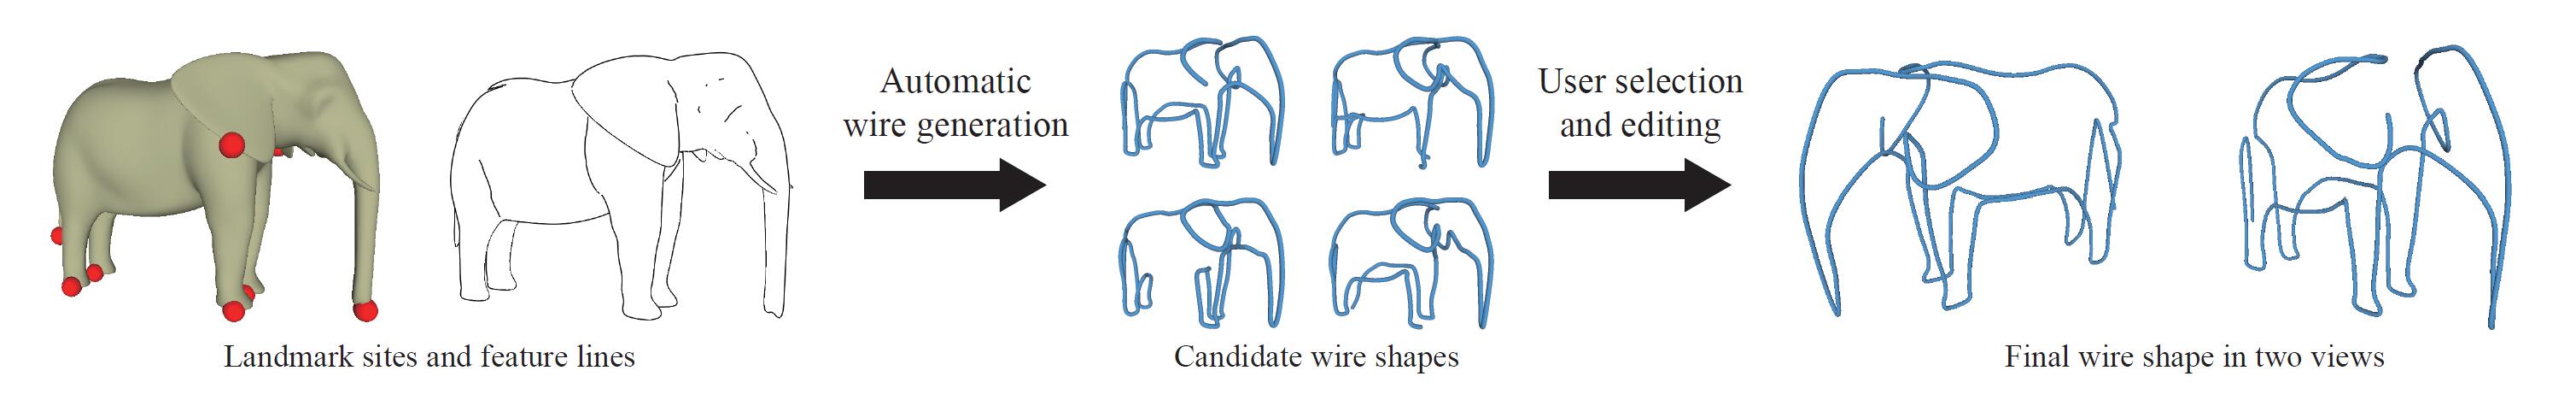 Automatic
wire generation
User selection
and editing
Landmark sites and feature lines
Candidate wire shapes
Final wire shape in two views